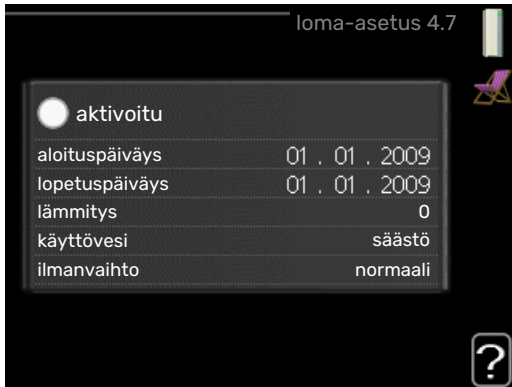 loma-asetus 4.7
aktivoitu
aloituspäiväys 01 . 01 . 2009
lopetuspäiväys 01 . 01 . 2009
lämmitys 0
käyttövesi säästö
ilmanvaihto normaali
?